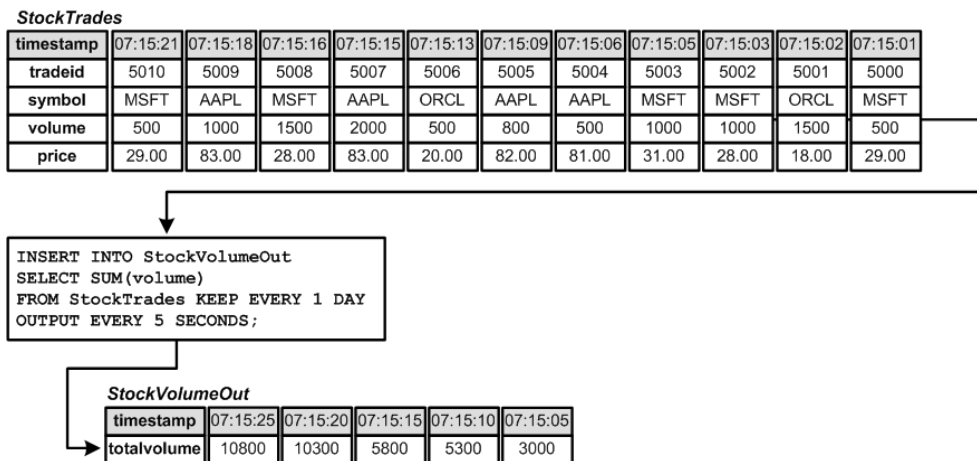 StockTrades
timestamp 07:15:21 07:15:18 07:15:16 07:15:15 07:15:13 07:15:09 07:15:06 07:15:05 07:15:03 07:15:02 07:15:01
tradeid 5010 5009 5008 5007 5006 5005 5004 5003 5002 5001 5000
symbol MSFT AAPL MSFT AAPL ORCL AAPL AAPL MSFT MSFT ORCL MSFT
volume 500 1000 1500 2000 500 800 500 1000 1000 1500 500
price 29.00 83.00 28.00 83.00 20.00 82.00 81.00 31.00 28.00 18.00 29.00
INSERT INTO StockVolumeOut
SELECT SUM(volume)
FROM StockTrades KEEP EVERY 1 DAY
OUTPUT EVERY 5 SECONDS;
StockVolumeOut
timestamp 07:15:25 07:15:20 07:15:15 07:15:10 07:15:05
totalvolume 10800 10300 5800 5300 3000